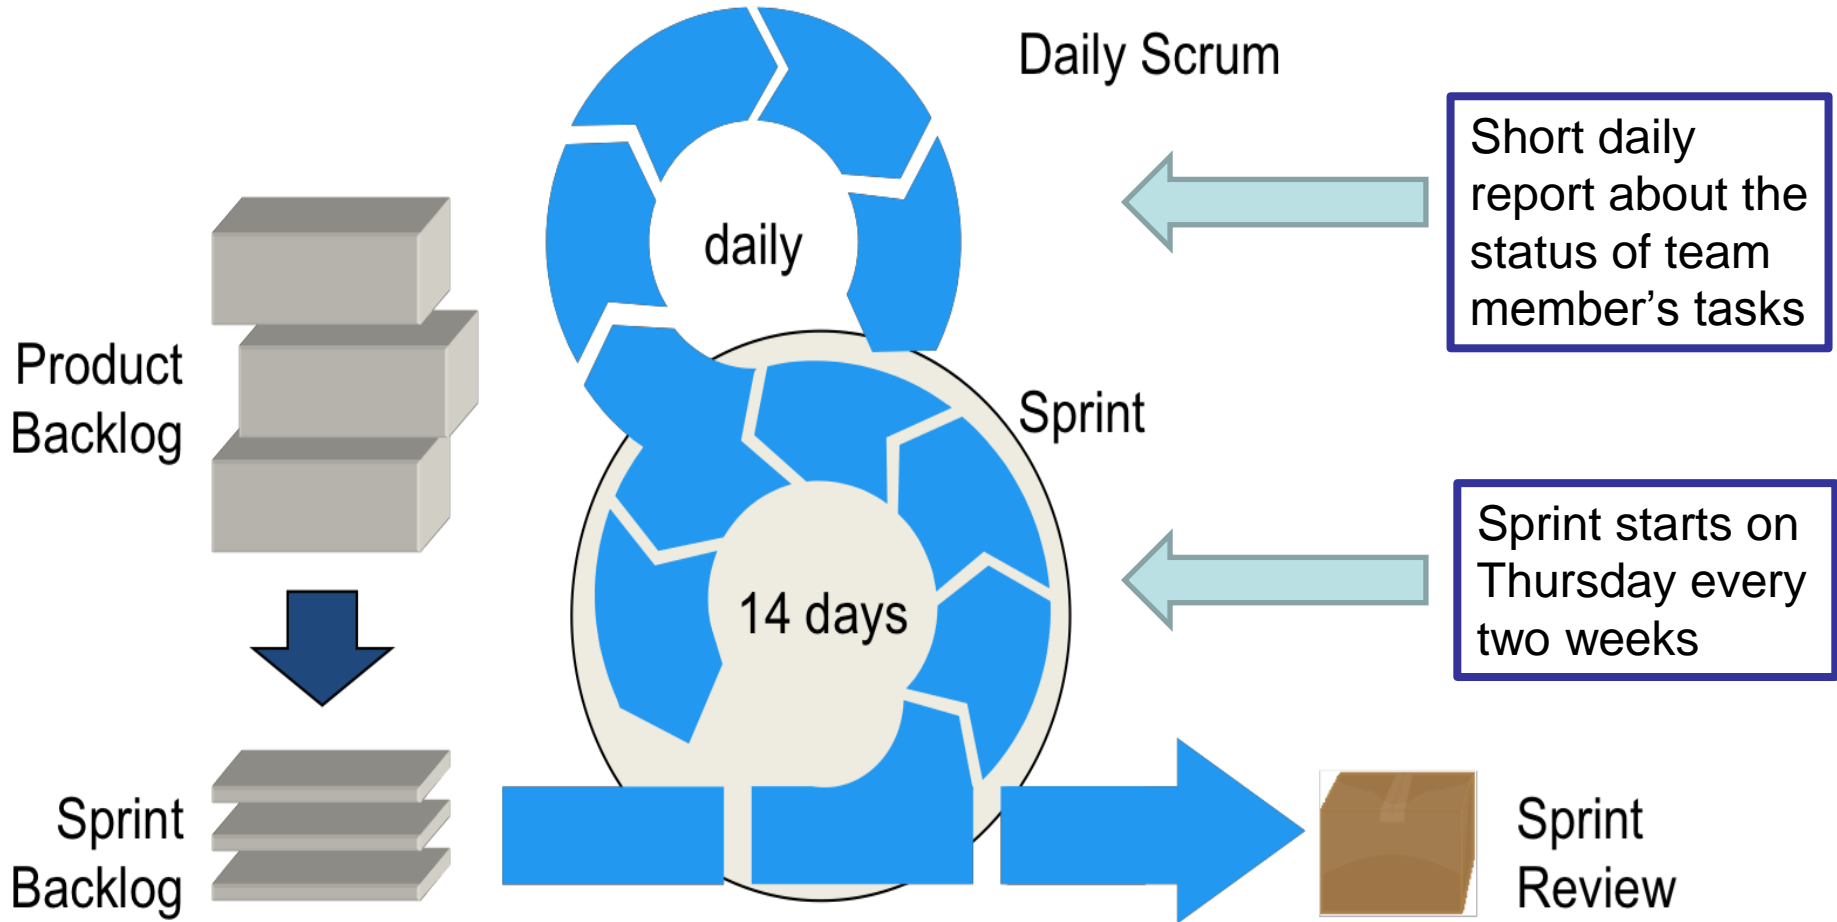 Daily Scrum
Short daily
report about the
status of team
member’s tasks
daily
Product
Backlog
Sprint
Sprint starts on
Thursday every
two weeks
14 days
Sprint
Backlog
Sprint
Review